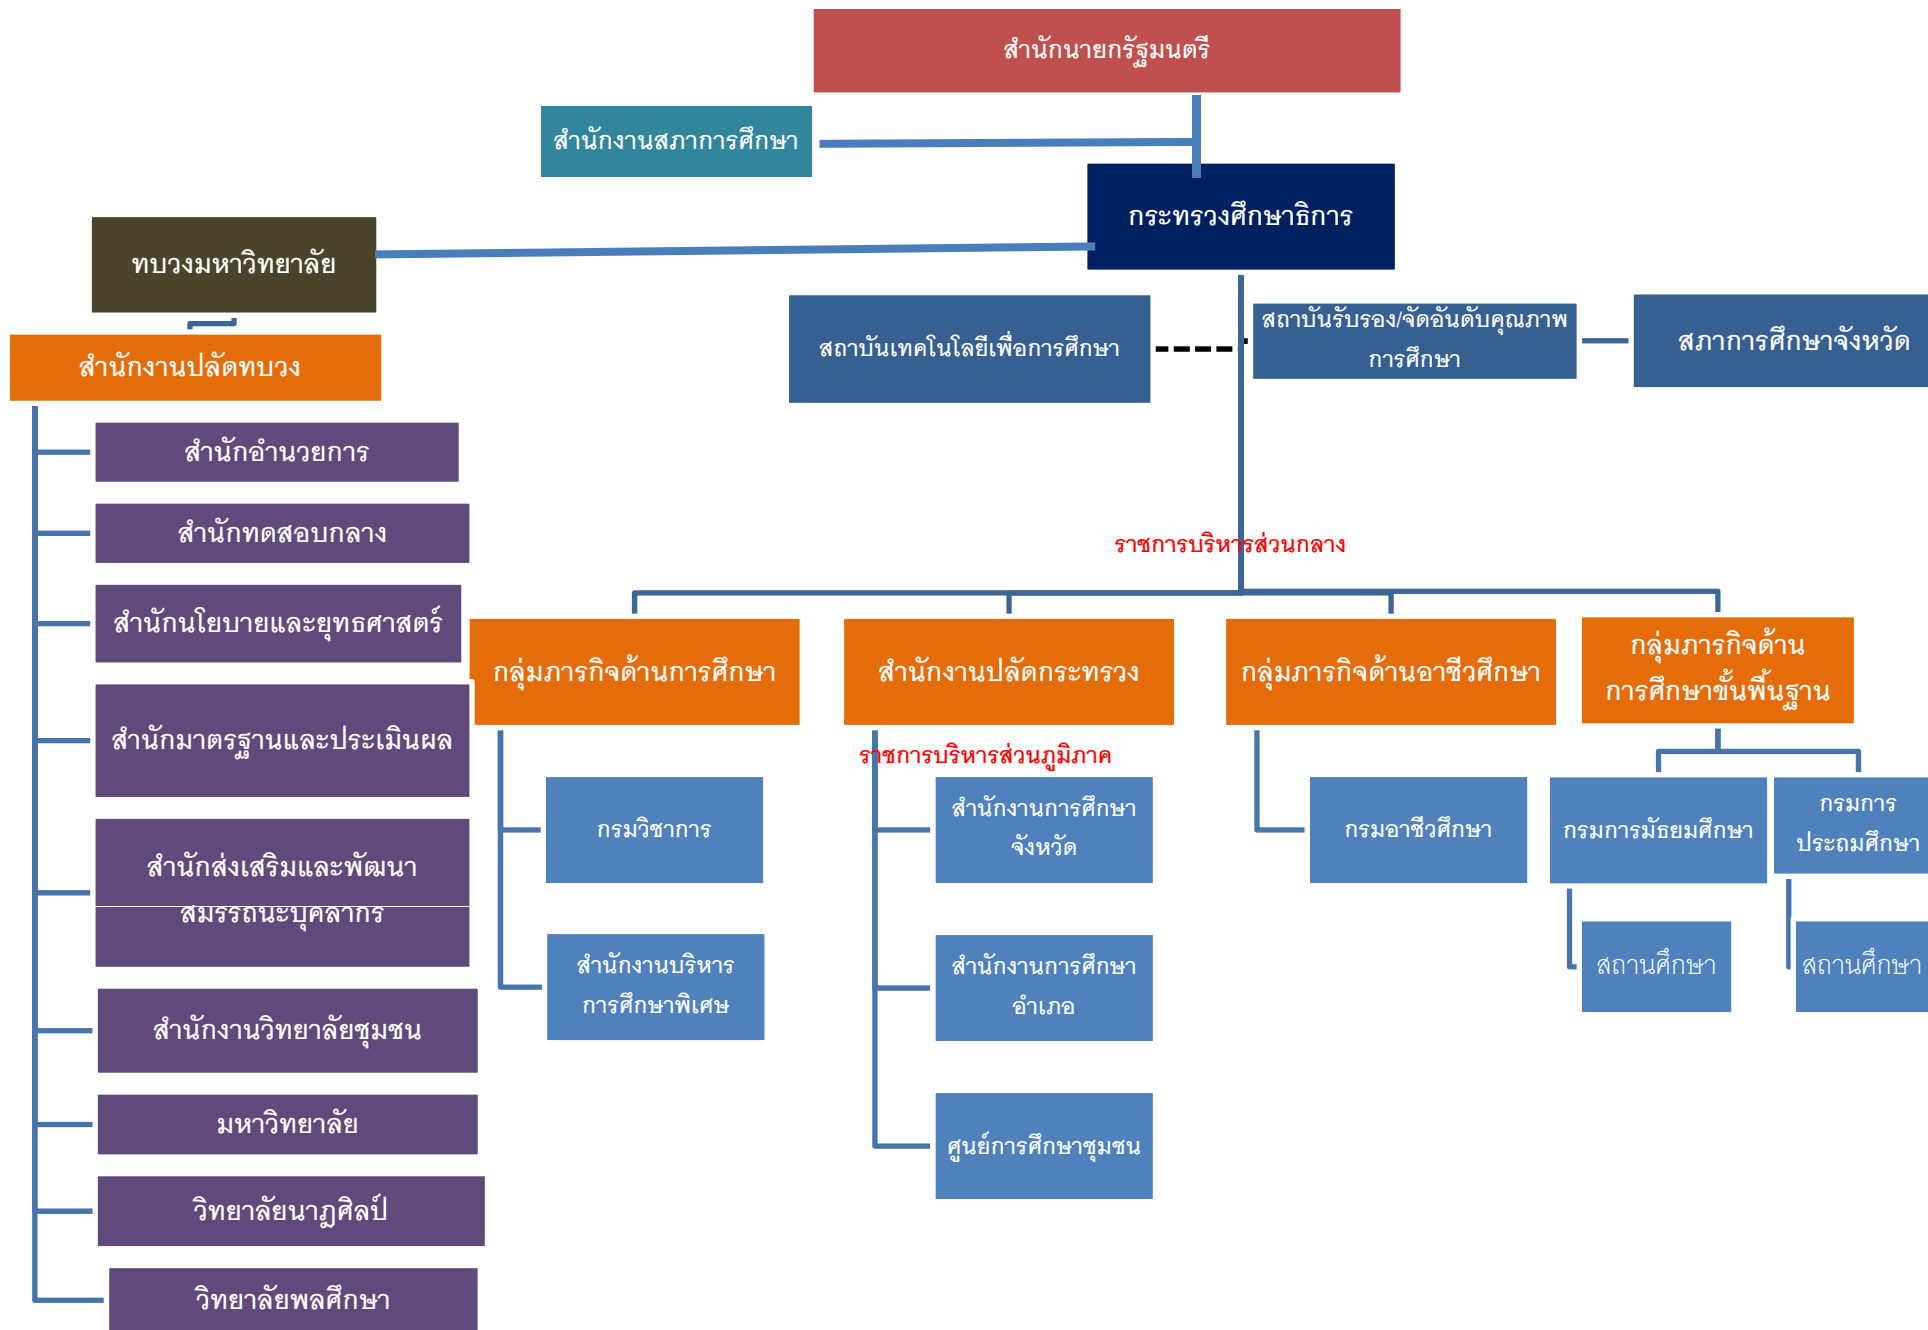 สำนักนายกรัฐมนตรี
สำนักงานสภาการศึกษา
กระทรวงศึกษาธิการ
ทบวงมหาวิทยาลัย
สถาบันเทคโนโลยีเพื่อการศึกษา
สถาบันรับรอง/จัดอันดับคุณภาพ
การศึกษา
สภาการศึกษาจังหวัด
สำนักงานปลัดทบวง
สำนักอำนวยการ
สำนักทดสอบกลาง
สำนักนโยบายและยุทธศาสตร์
สำนักมาตรฐานและประเมินผล
สำนักส่งเสริมและพัฒนา
สมรรถนะบุคลากร
สำนักงานวิทยาลัยชุมชน
มหาวิทยาลัย
วิทยาลัยนาฎศิลป์
วิทยาลัยพลศึกษา
ราชการบริหารส่วนกลาง
กลุ่มภารกิจด้านการศึกษา
กรมวิชาการ
สำนักงานบริหาร
การศึกษาพิเศษ
สำนักงานปลัดกระทรวง
ราชการบริหารส่วนภูมิภาค
สำนักงานการศึกษา
จังหวัด
สำนักงานการศึกษา
อำเภอ
ศูนย์การศึกษาชุมชน
กลุ่มภารกิจด้านอาชีวศึกษา
กรมอาชีวศึกษา
กลุ่มภารกิจด้าน
การศึกษาขั้นพื้นฐาน
กรมการมัธยมศึกษา
สถานศึกษา
กรมการ
ประถมศึกษา
สถานศึกษา